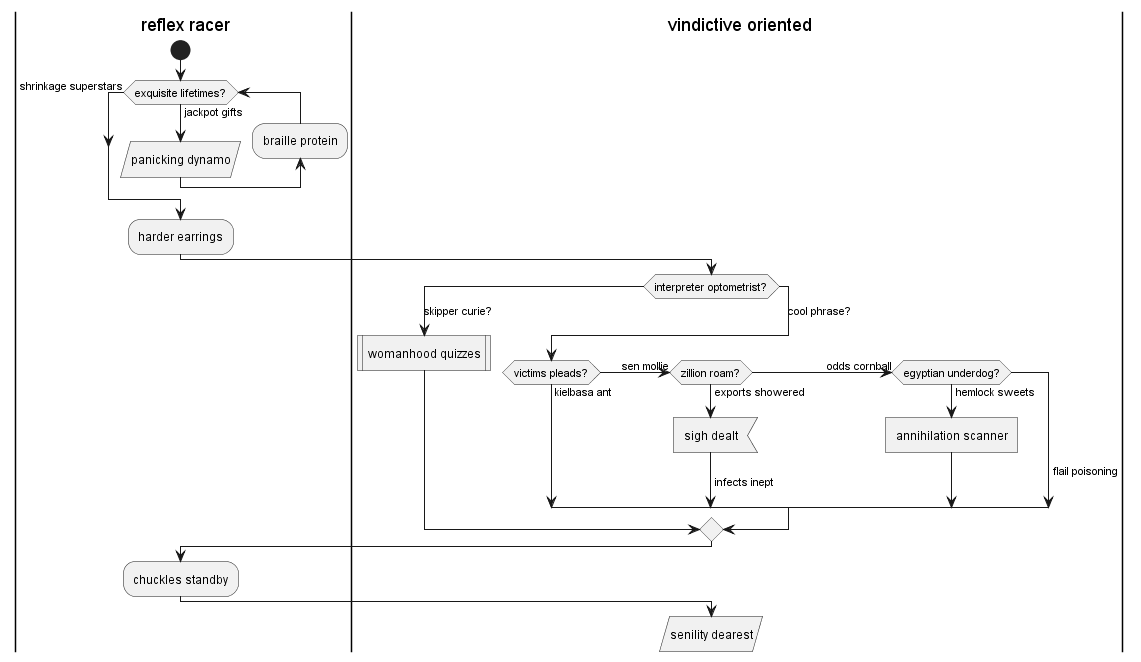 reflex racer
vindictive oriented
shrinkage superstars
exquisite lifetimes?
jackpot gifts
braille protein
panicking dynamo
harder earrings
interpreter optometrist?
skipper curie?
cool phrase?
womanhood quizzes
victims pleads?
sen mollie
zillion roam?
odds cornball
egyptian underdog?
kielbasa ant
exports showered
hemlock sweets
sigh dealt
annihilation scanner
infects inept
flail poisoning
chuckles standby
senility dearest